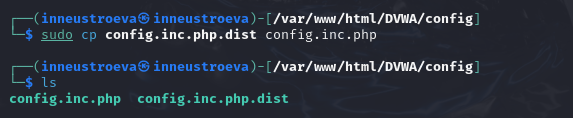 ┌──(inneustroeva㉿inneustroeva)-[/var/www/html/DVWA/config]
└─$ sudo cp config.inc.php.dist config.inc.php
┌──(inneustroeva㉿inneustroeva)-[/var/www/html/DVWA/config]
└─$ ls
config.inc.php  config.inc.php.dist